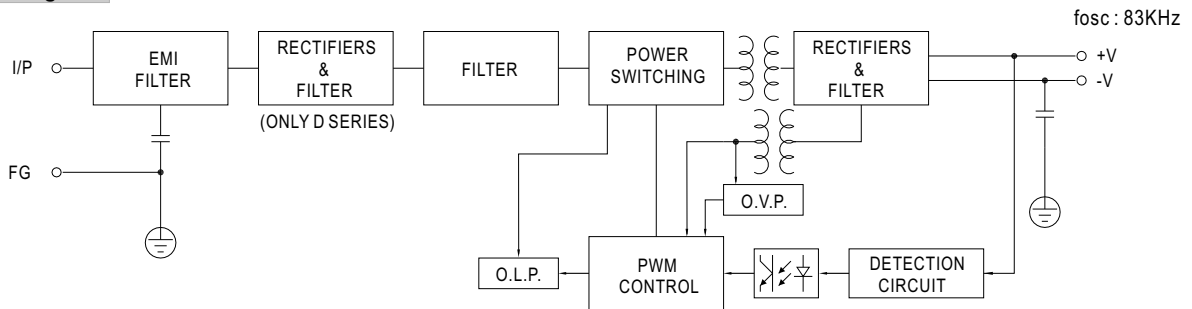 fosc : 83KHz
I/P
EMI
FILTER
RECTIFIERS
&
FILTER
(ONLY D SERIES)
FILTER
POWER
SWITCHING
RECTIFIERS
&
FILTER
+V
-V
FG
O.V.P.
O.L.P.
PWM
CONTROL
DETECTION
CIRCUIT